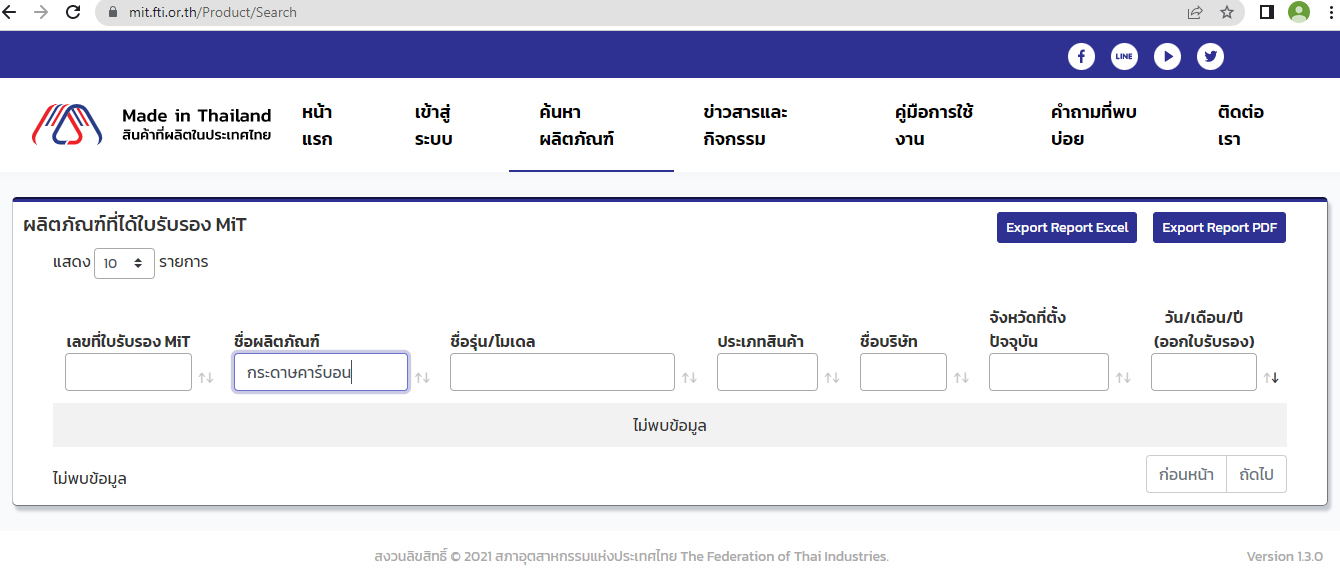 mit.fti.or.th/Product/Search
LINE
Made in Thailand
สินค้าที่ผลิตในประเทศไทย
หน้า
แรก
เข้าสู่
ระบบ
ค้นหา
ผลิตภัณฑ์
ข่าวสารและ
กิจกรรม
คู่มือการใช้
งาน
คำถามที่พบ
บ่อย
ติดต่อ
เรา
ผลิตภัณฑ์ที่ได้ใบรับรอง MiT
Export Report Excel
Export Report PDF
แสดง 10 รายการ
เลขที่ใบรับรอง MiT
ชื่อผลิตภัณฑ์
ชื่อรุ่น/โมเดล
ประเภทสินค้า
ชื่อบริษัท
จังหวัดที่ตั้ง
ปัจจุบัน
วัน/เดือน/ปี
(ออกใบรับรอง)
กระดาษคาร์บอน
ไม่พบข้อมูล
ไม่พบข้อมูล
ก่อนหน้า
ถัดไป
สงวนลิขสิทธิ์ © 2021 สภาอุตสาหกรรมแห่งประเทศไทย The Federation of Thai Industries.
Version 1.3.0